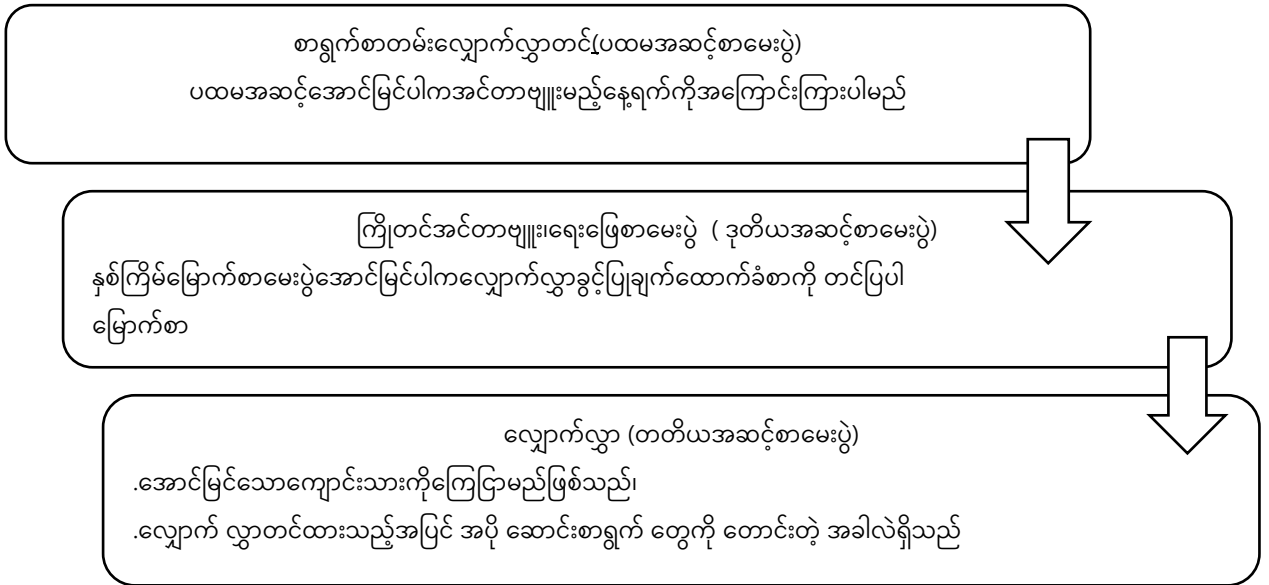 စာရွက်စာတမ်းလျှောက်လွှာတင်(ပထမအဆင့်စာမေးပွဲ)
ပထမအဆင့်အောင်မြင်ပါကအင်တာဗျူးမည့်နေ့ရက်ကိုအကြောင်းကြားပါမည်
ကြိုတင်အင်တာဗျူး၊ရေးဖြေစာမေးပွဲ ( ဒုတိယအဆင့်စာမေးပွဲ)
နှစ်ကြိမ်မြောက်စာမေးပွဲအောင်မြင်ပါကလျှောက်လွှာခွင့်ပြုချက်ထောက်ခံစာကို တင်ပြပါ
မြောက်စာ
လျှောက်လွှာ (တတိယအဆင့်စာမေးပွဲ)
.အောင်မြင်သောကျောင်းသားကိုကြေငြာမည်ဖြစ်သည်၊
.လျှောက် လွှာတင်ထားသည့်အပြင် အပို ဆောင်းစာရွက် တွေကို တောင်းတဲ့ အခါလဲရှိသည်